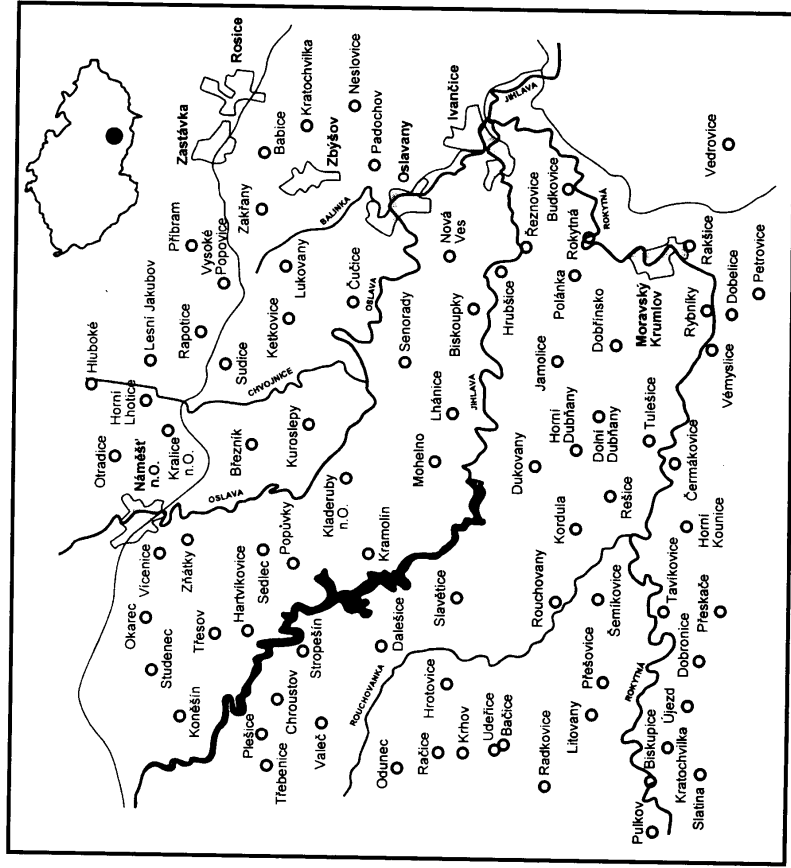 Hluboké
Otradice
Horní
Lhotice
Lesní Jakubov
Příbram
Rosice
Zastávka
Náměšť
n.O.
Kralice
n.O.
Rapotice
Vysoké
Popovice
Babice
Kratochvilka
Neslovice
Okarec
Vícenice
Zňátky
Sudice
Zakřany
Zbýšov
Padochov
Studenec
Koněšín
Třesov
Hartvíkovice
Sedlec
Popůvky
OSLAVA
Březník
Kuroslepy
CHVOJNICE
Ketkovice
Lukovany
BALINKA
Čučice
OSLAVA
Oslavany
Ivančice
JIHLAVA
Plešice
Třebenice
Chroustov
Valeč
Stropešín
Kladeruby
n.O.
Kramolín
Senorady
Nová
Ves
Biskoupky
Dalešice
Slavětice
Mohelno
Lhánice
JIHLAVA
Hrubšice
Řeznovice
Budkovice
ROKYTNÁ
Odunec
ROUCHOVANKA
Račice
Hrotovice
Krhov
Udeřice
Bačice
Dukovany
Jamolice
Polánka
Rokytná
Radkovice
Rouchovany
Kordula
Horní
Dubňany
Dolní
Dubňany
Dobřínsko
Moravský
Krumlov
Rakšice
Vedrovice
Litovany
Přešovice
Šemíkovice
Rešice
Tulešice
Čermákovice
Rybníky
Dobelice
Petrovice
Vémyslice
ROKYTNÁ
Pulkov
Biskupice
Kratochvilka
Újezd
Slatina
Dobronice
Tavíkovice
Přeskače
Horní
Kounice